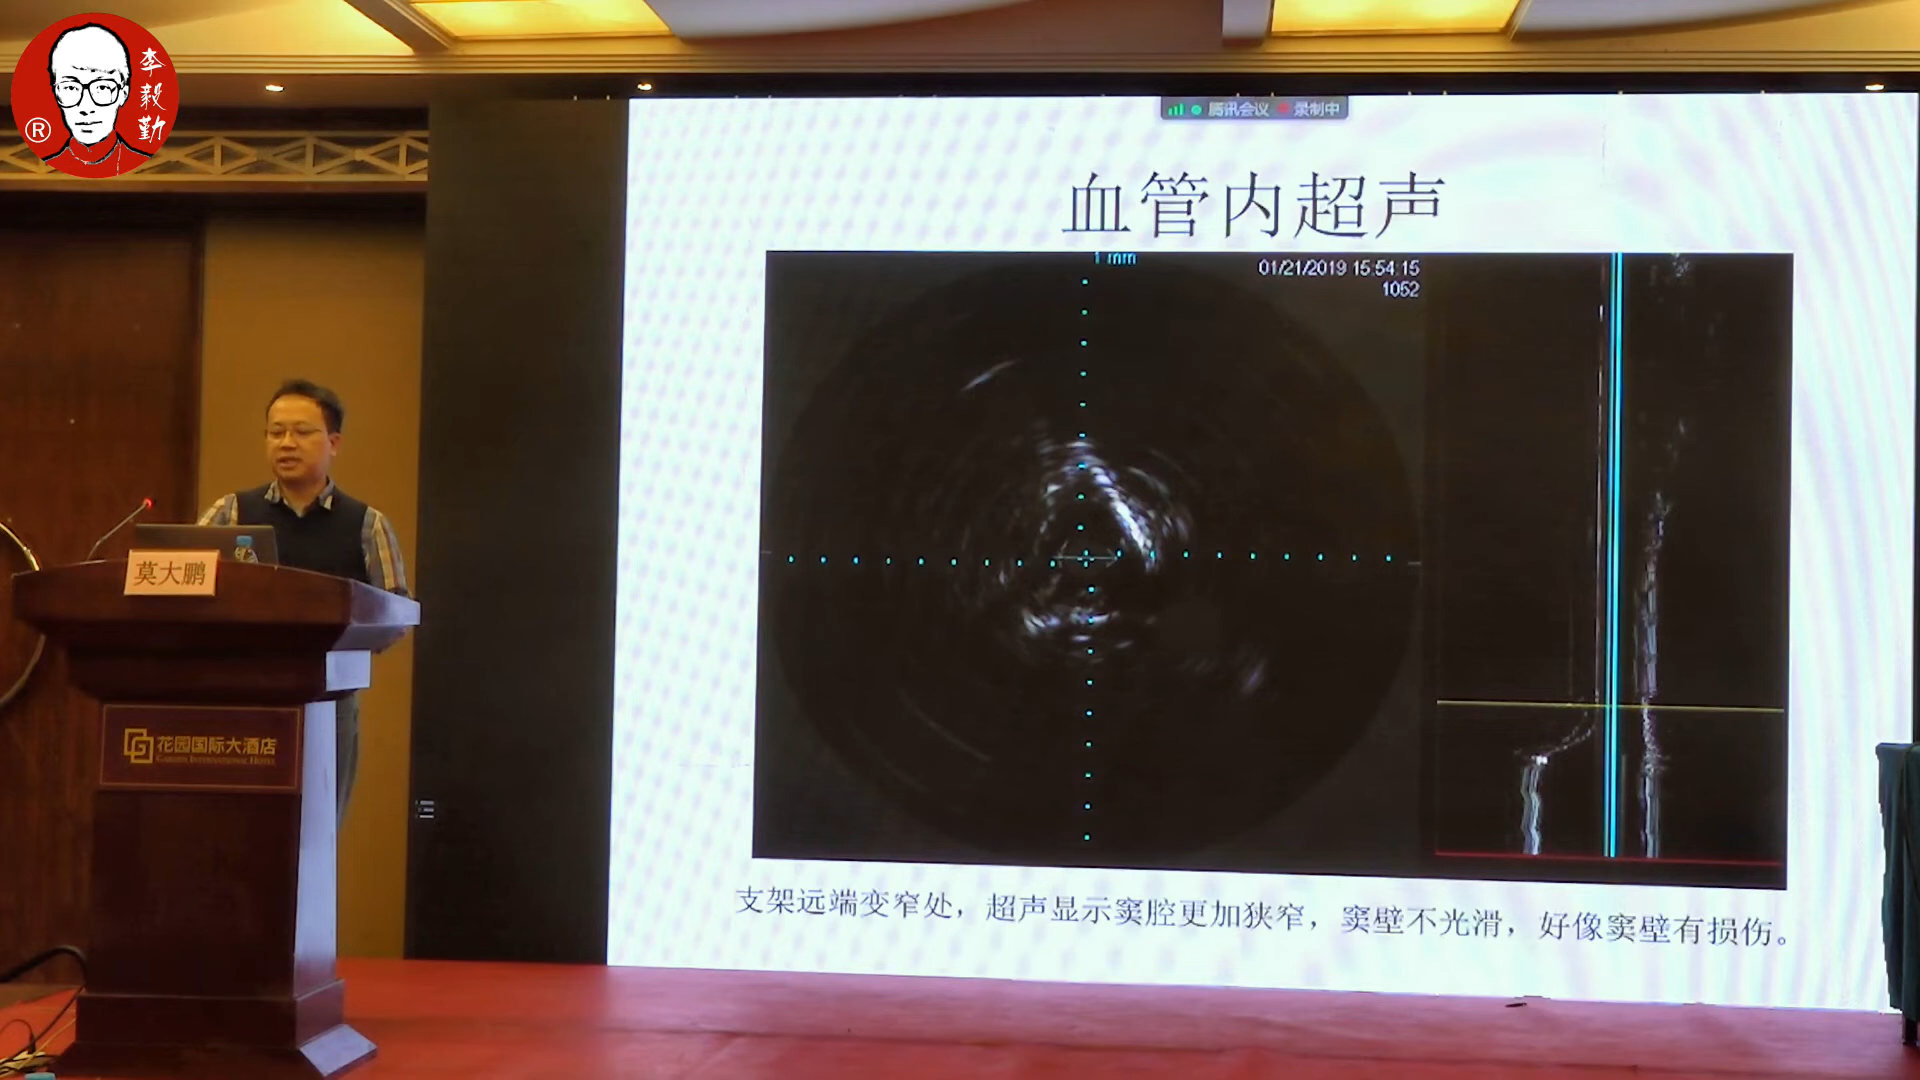 李毅勤
®
腾讯会议 录制中
血管内超声
1 mm
01/21/2019 15:54:15
1052
支架远端变窄处，超声显示窦腔更加狭窄，窦壁不光滑，好像窦壁有损伤。
莫大鹏
花园国际大酒店
GARDEN INTERNATIONAL HOTEL